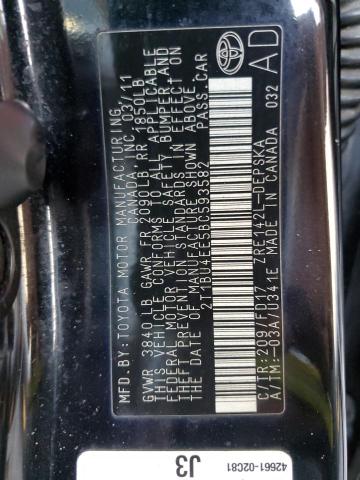 MFD.BY:TOYOTA MOTOR MANUFACTURING
CANADA,INC. 03/11
GVWR 3840LB GAWR FR 2090LB RR 1850LB
THIS VEHICLE CONFORMS TO ALL APPLICABLE
FEDERAL MOTOR VEHICLE SAFETY BUMPER AND
THEFT PREVENTION STANDARDS IN EFFECT ON
THE DATE OF MANUFACTURE SHOWN ABOVE.
2T1BU4EE5BC593582 PASS.CAR
C/TR:209/FD17 ZRE142L-DEPSKA
A/TM:-03A/U341E MADE IN CANADA 032
AD
J3
42661-02C81